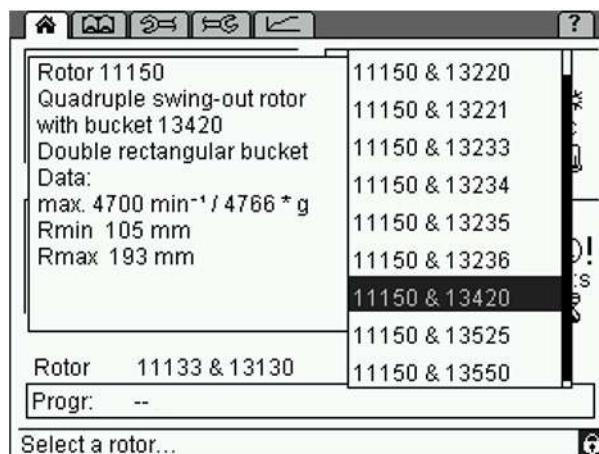 ?
Rotor 11150
Quadruple swing-out rotor
with bucket 13420
Double rectangular bucket
Data:
max. 4700 min⁻¹ / 4766 * g
Rmin 105 mm
Rmax 193 mm
11150 & 13220
11150 & 13221
11150 & 13233
11150 & 13234
11150 & 13235
11150 & 13236
11150 & 13420
11150 & 13525
11150 & 13550
Rotor 11133 & 13130
Progr: --
Select a rotor...